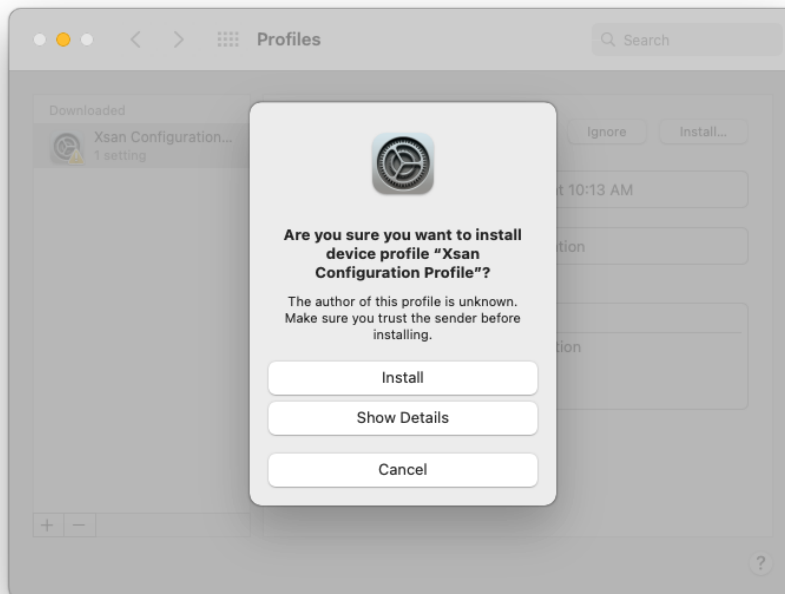 Profiles
Search
Downloaded
Xsan Configuration...
1 setting
Ignore
Install...
t 10:13 AM
tion
tion
Are you sure you want to install
device profile “Xsan
Configuration Profile”?
The author of this profile is unknown.
Make sure you trust the sender before
installing.
Install
Show Details
Cancel
+
−
?